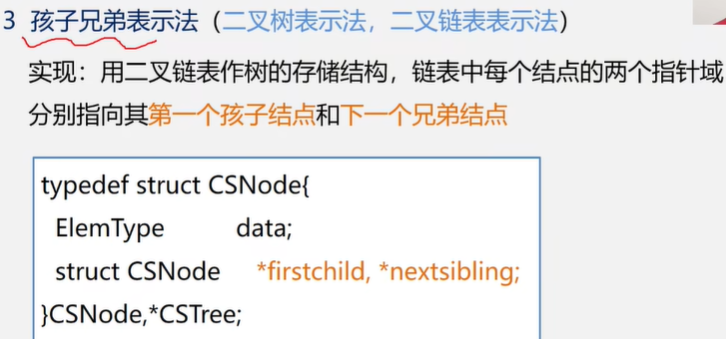 3 孩子兄弟表示法（二叉树表示法，二叉链表表示法）
实现：用二叉链表作树的存储结构，链表中每个结点的两个指针域
分别指向其第一个孩子结点和下一个兄弟结点
typedef struct CSNode{
ElemType data;
struct CSNode *firstchild, *nextsibling;
}CSNode,*CSTree;